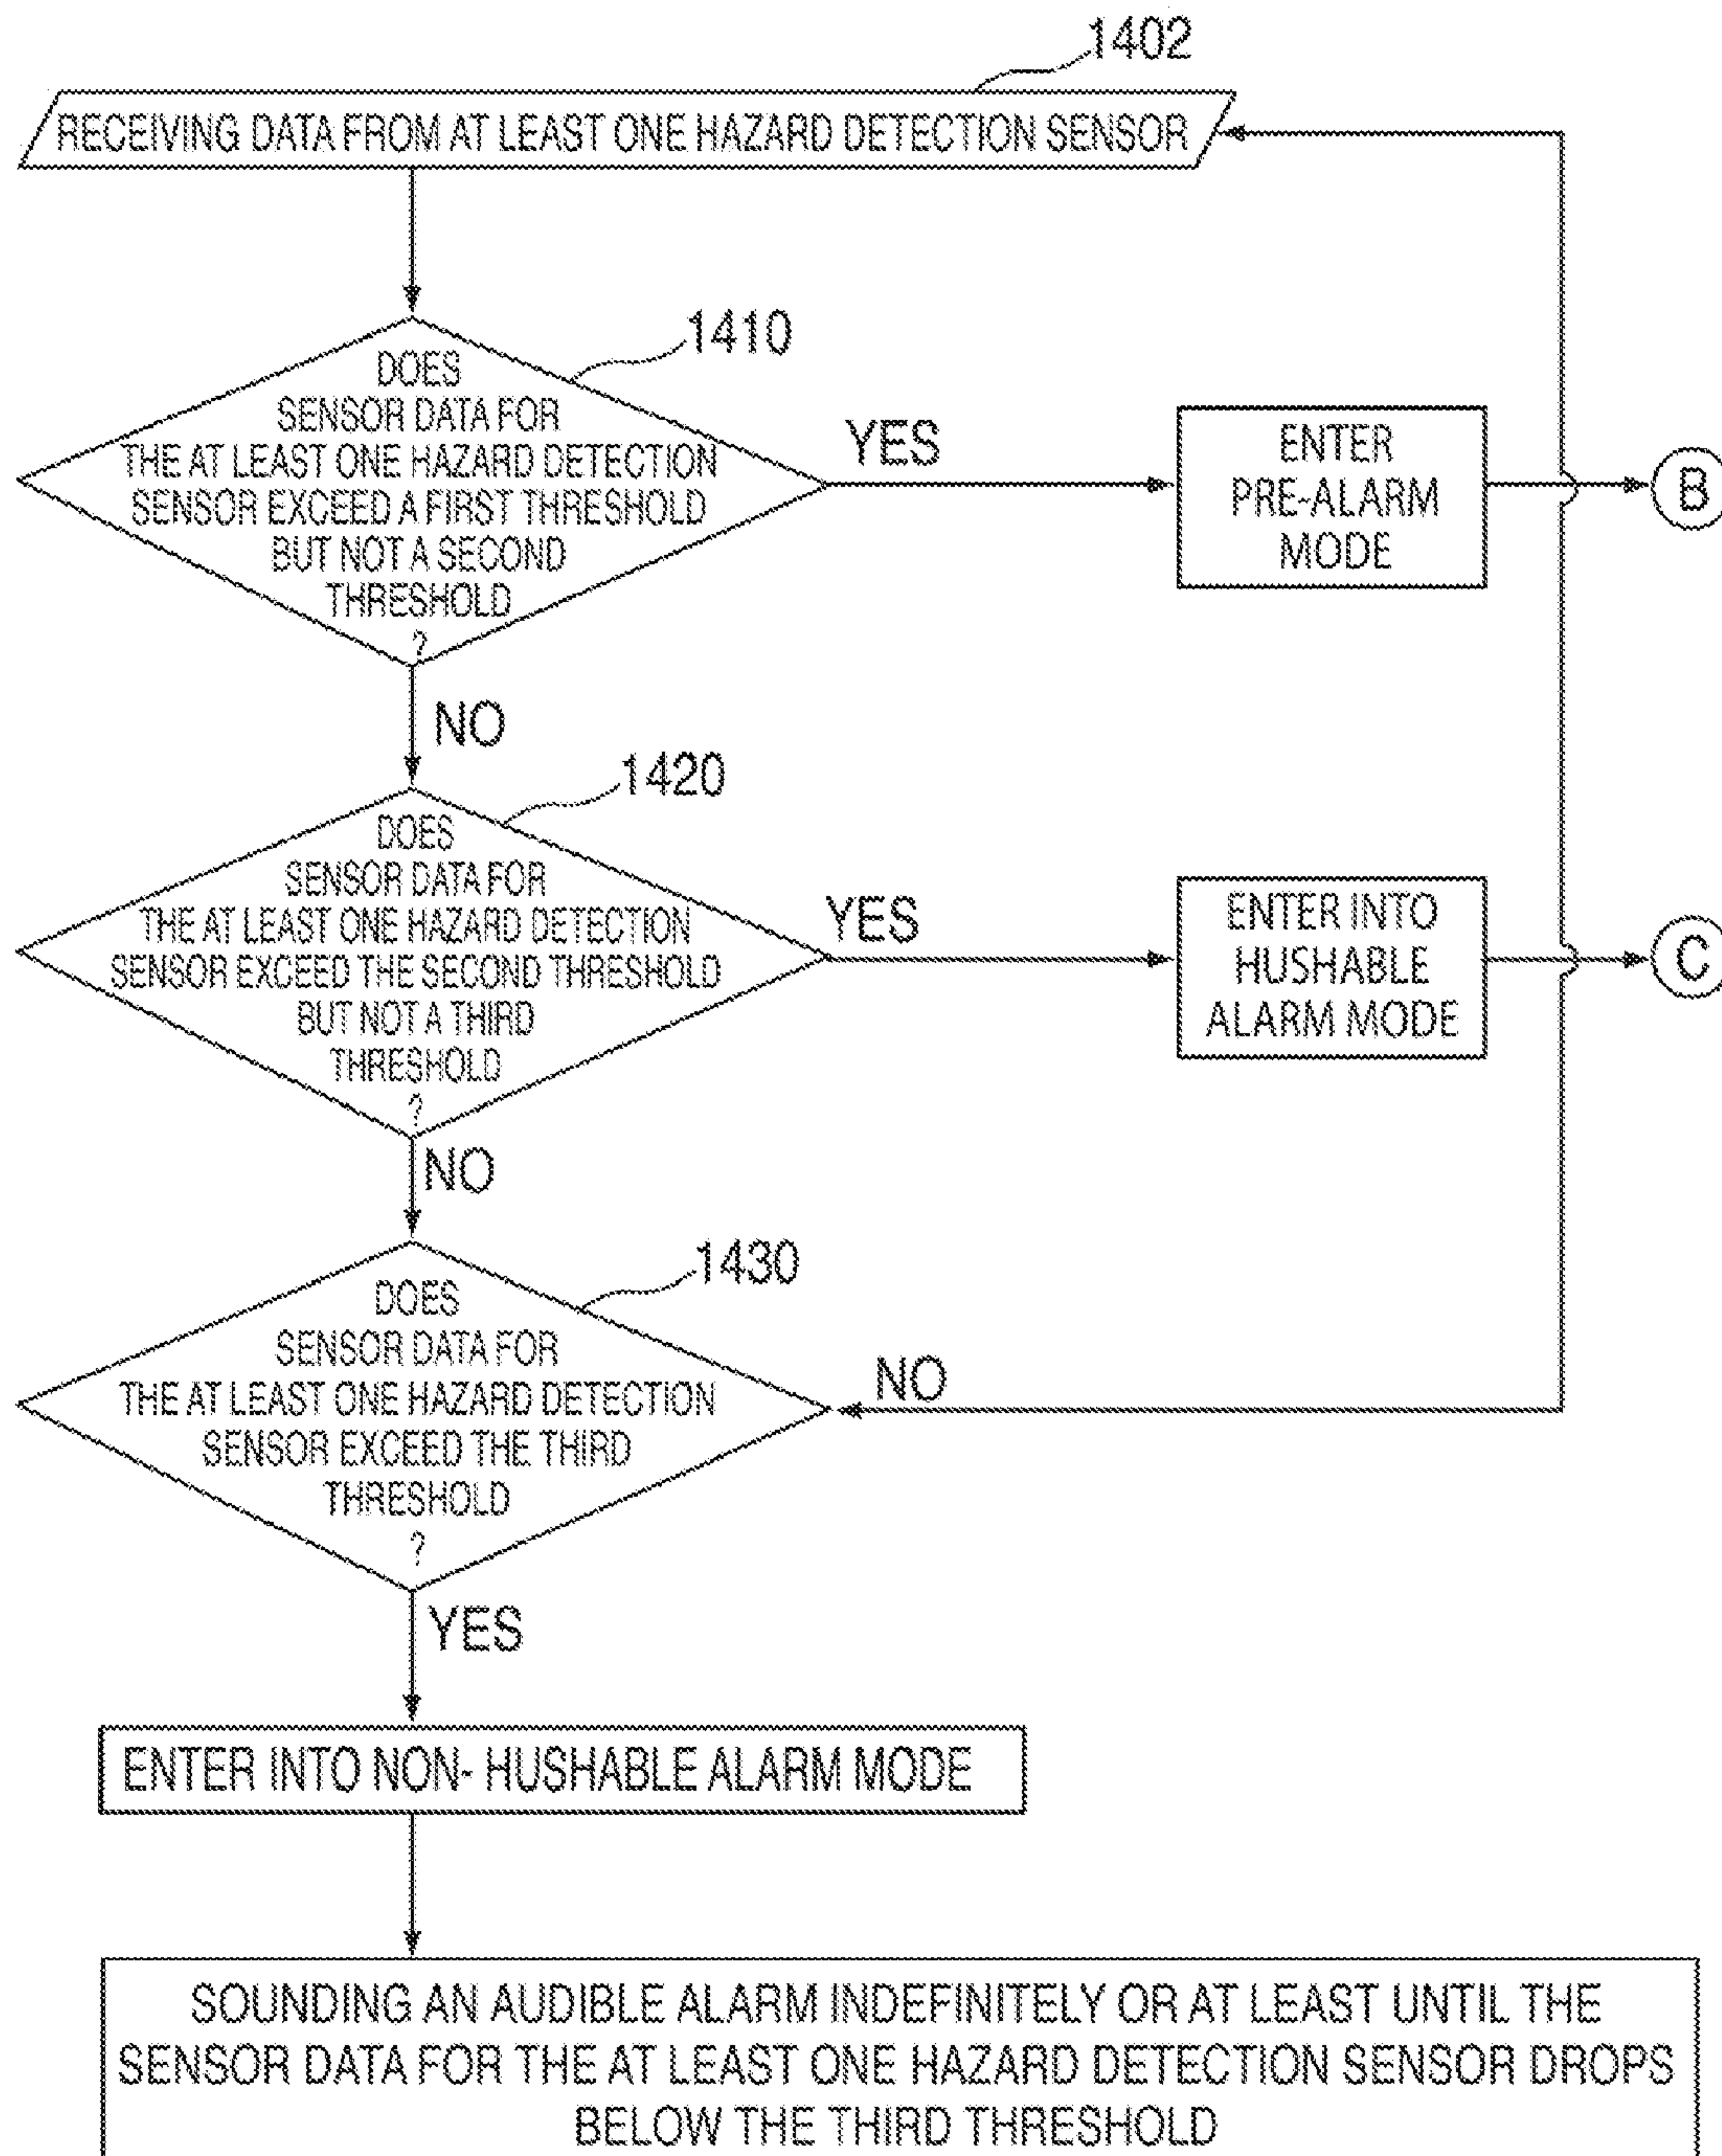 1402
RECEIVING DATA FROM AT LEAST ONE HAZARD DETECTION SENSOR
1410
DOES
SENSOR DATA FOR
THE AT LEAST ONE HAZARD DETECTION
SENSOR EXCEED A FIRST THRESHOLD
BUT NOT A SECOND
THRESHOLD
?
YES
ENTER
PRE-ALARM
MODE
B
NO
1420
DOES
SENSOR DATA FOR
THE AT LEAST ONE HAZARD DETECTION
SENSOR EXCEED THE SECOND THRESHOLD
BUT NOT A THIRD
THRESHOLD
?
YES
ENTER INTO
HUSHABLE
ALARM MODE
C
NO
1430
DOES
SENSOR DATA FOR
THE AT LEAST ONE HAZARD DETECTION
SENSOR EXCEED THE THIRD
THRESHOLD
?
NO
YES
ENTER INTO NON- HUSHABLE ALARM MODE
SOUNDING AN AUDIBLE ALARM INDEFINITELY OR AT LEAST UNTIL THE
SENSOR DATA FOR THE AT LEAST ONE HAZARD DETECTION SENSOR DROPS
BELOW THE THIRD THRESHOLD